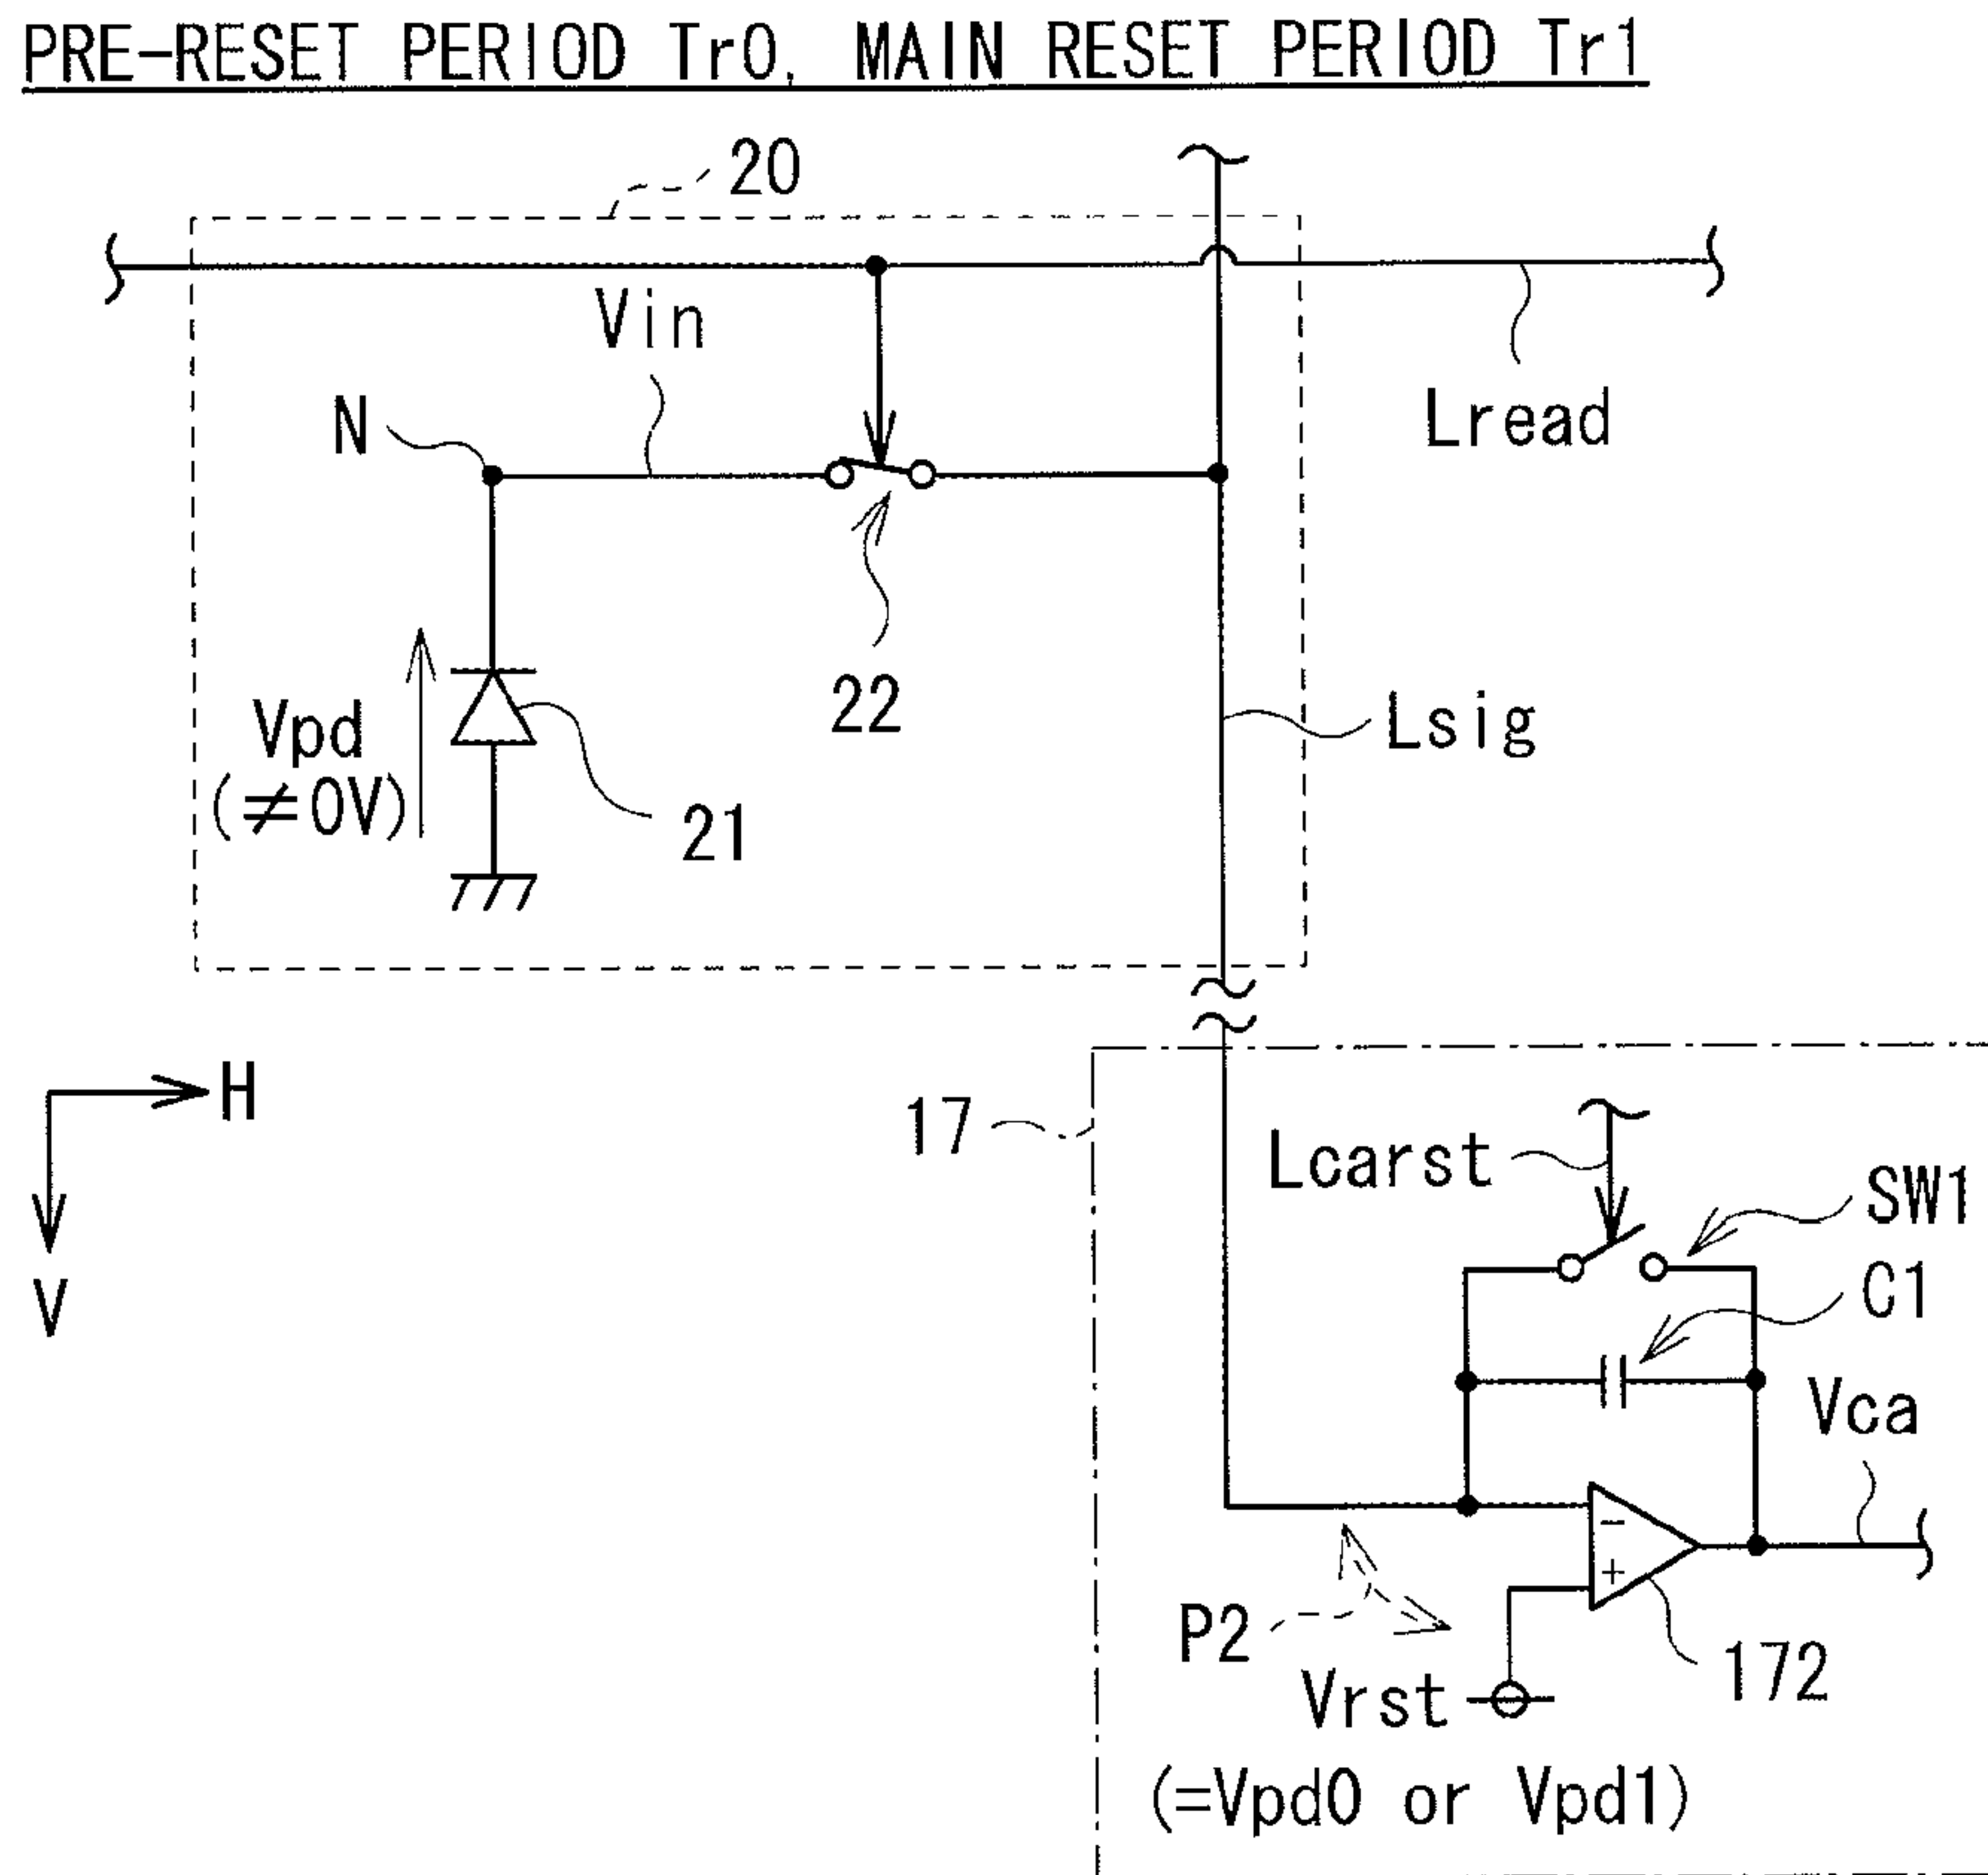 PRE-RESET PERIOD Tr0, MAIN RESET PERIOD Tr1
20
Vin
N
Lread
22
Vpd
(≠0V)
Lsig
21
H
17
Lcarst
SW1
V
C1
Vca
−
+
P2
172
Vrst
(=Vpd0 or Vpd1)